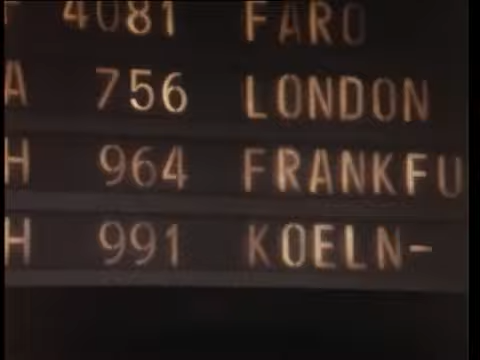 4081 FARO
A 756 LONDON
H 964 FRANKFU
H 991 KOELN-